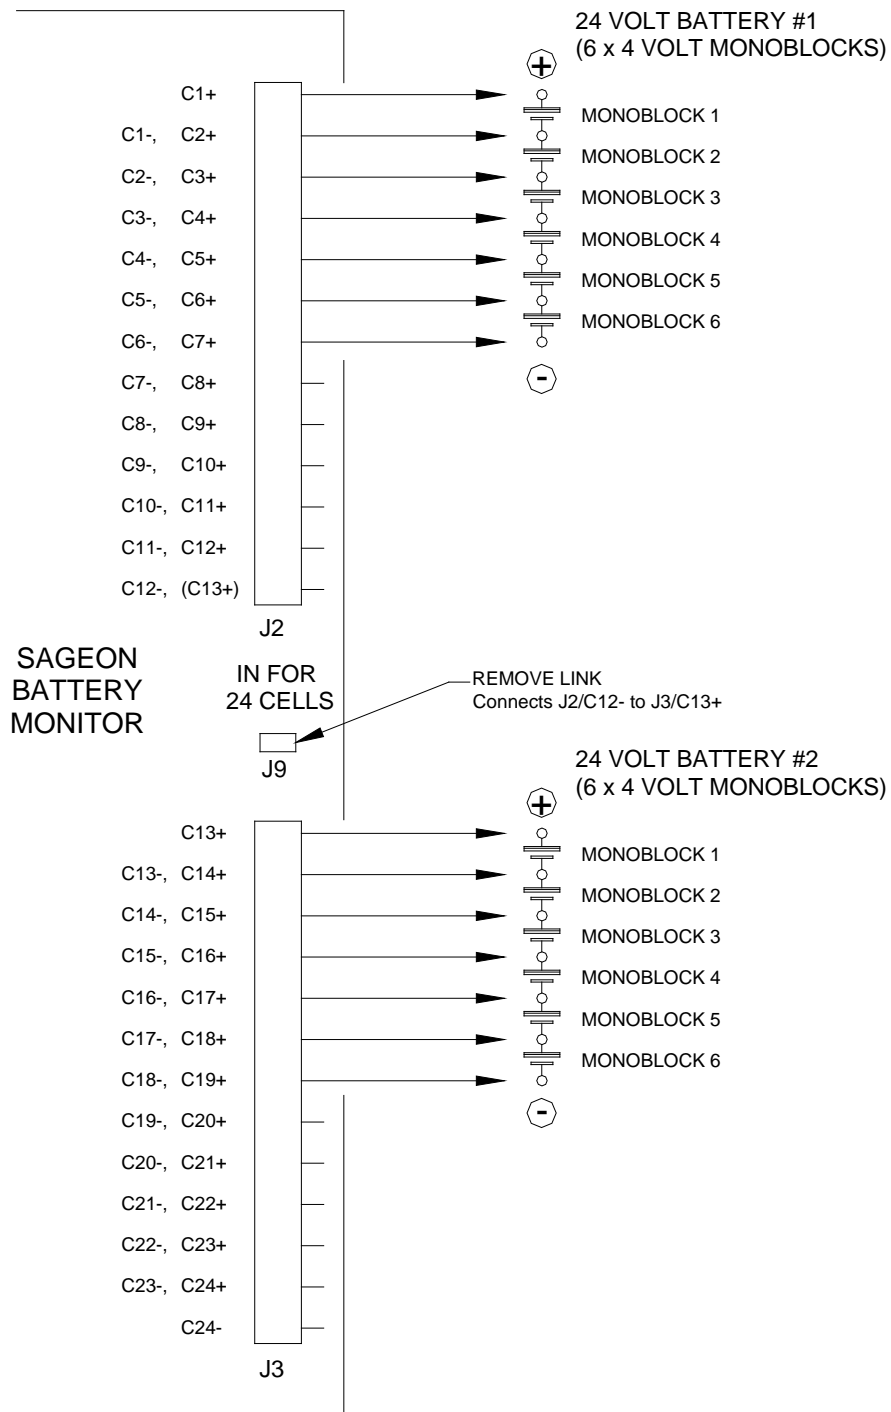 24 VOLT BATTERY #1
(6 x 4 VOLT MONOBLOCKS)
+
C1+
MONOBLOCK 1
C1-, C2+
MONOBLOCK 2
C2-, C3+
MONOBLOCK 3
C3-, C4+
MONOBLOCK 4
C4-, C5+
MONOBLOCK 5
C5-, C6+
MONOBLOCK 6
C6-, C7+
-
C7-, C8+
C8-, C9+
C9-, C10+
C10-, C11+
C11-, C12+
C12-, (C13+)
J2
SAGEON
BATTERY
MONITOR
IN FOR
24 CELLS
REMOVE LINK
Connects J2/C12- to J3/C13+
J9
24 VOLT BATTERY #2
(6 x 4 VOLT MONOBLOCKS)
+
C13+
MONOBLOCK 1
C13-, C14+
MONOBLOCK 2
C14-, C15+
MONOBLOCK 3
C15-, C16+
MONOBLOCK 4
C16-, C17+
MONOBLOCK 5
C17-, C18+
MONOBLOCK 6
C18-, C19+
-
C19-, C20+
C20-, C21+
C21-, C22+
C22-, C23+
C23-, C24+
C24-
J3